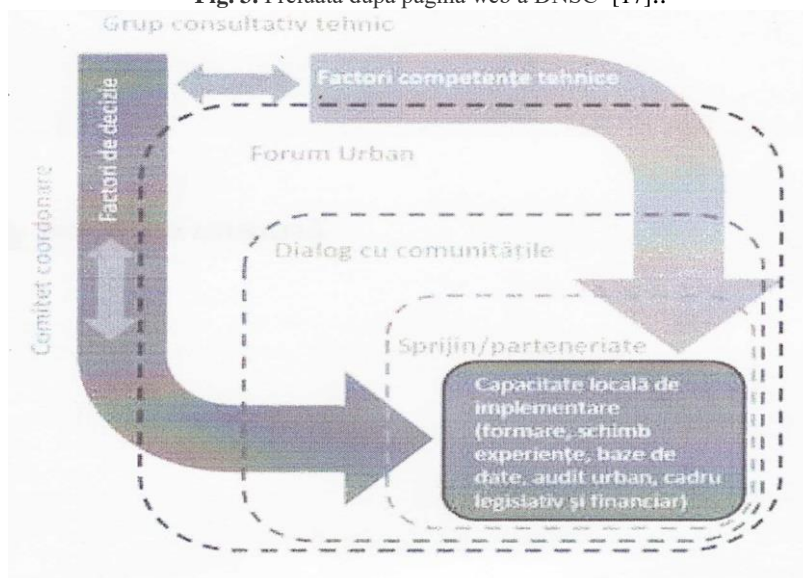 Fig. 3. Preluată după pagina web a DNSC [17]..
Grup consultativ tehnic
Factori competențe tehnice
Factori de decizie
Comitet coordonare
Forum Urban
Dialog cu comunitățile
Sprijin/parteneriate
Capacitate locală de
implementare
(formare, schimb
experiențe, baze de
date, audit urban, cadru
legislativ și financiar)